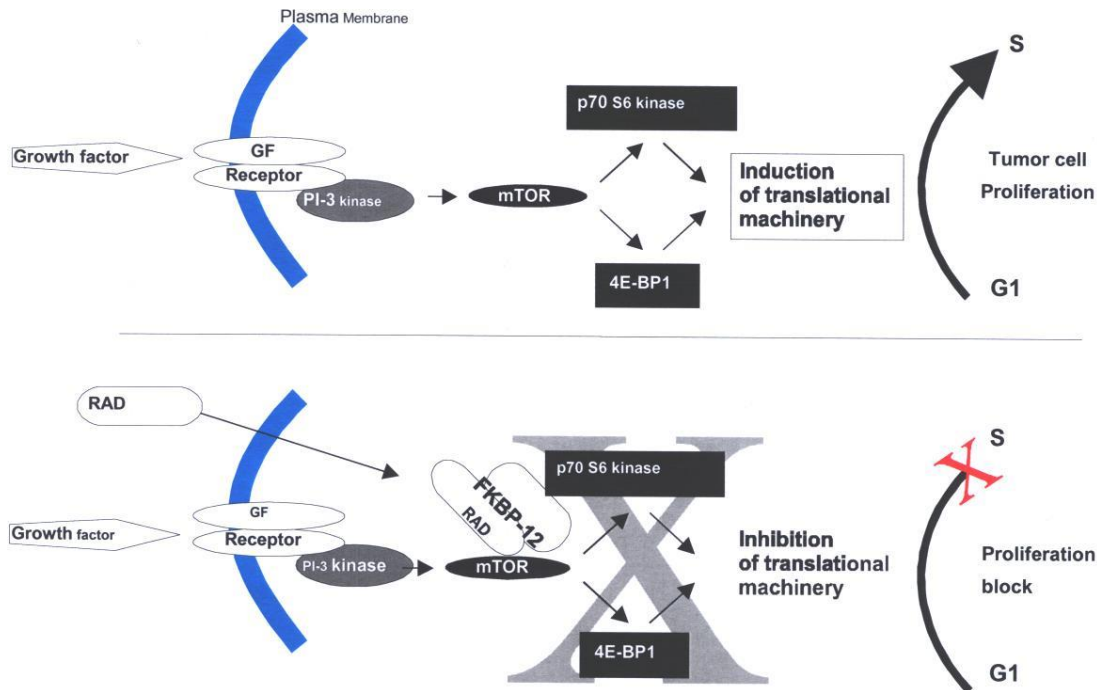 Plasma Membrane
S
p70 S6 kinase
Growth factor
GF
Receptor
PI-3 kinase
mTOR
Induction
of translational
machinery
Tumor cell
Proliferation
4E-BP1
G1
RAD
S
X
p70 S6 kinase
FKBP-12
RAD
GF
Growth factor
Receptor
PI-3 kinase
mTOR
X
Inhibition
of translational
machinery
Proliferation
block
4E-BP1
G1